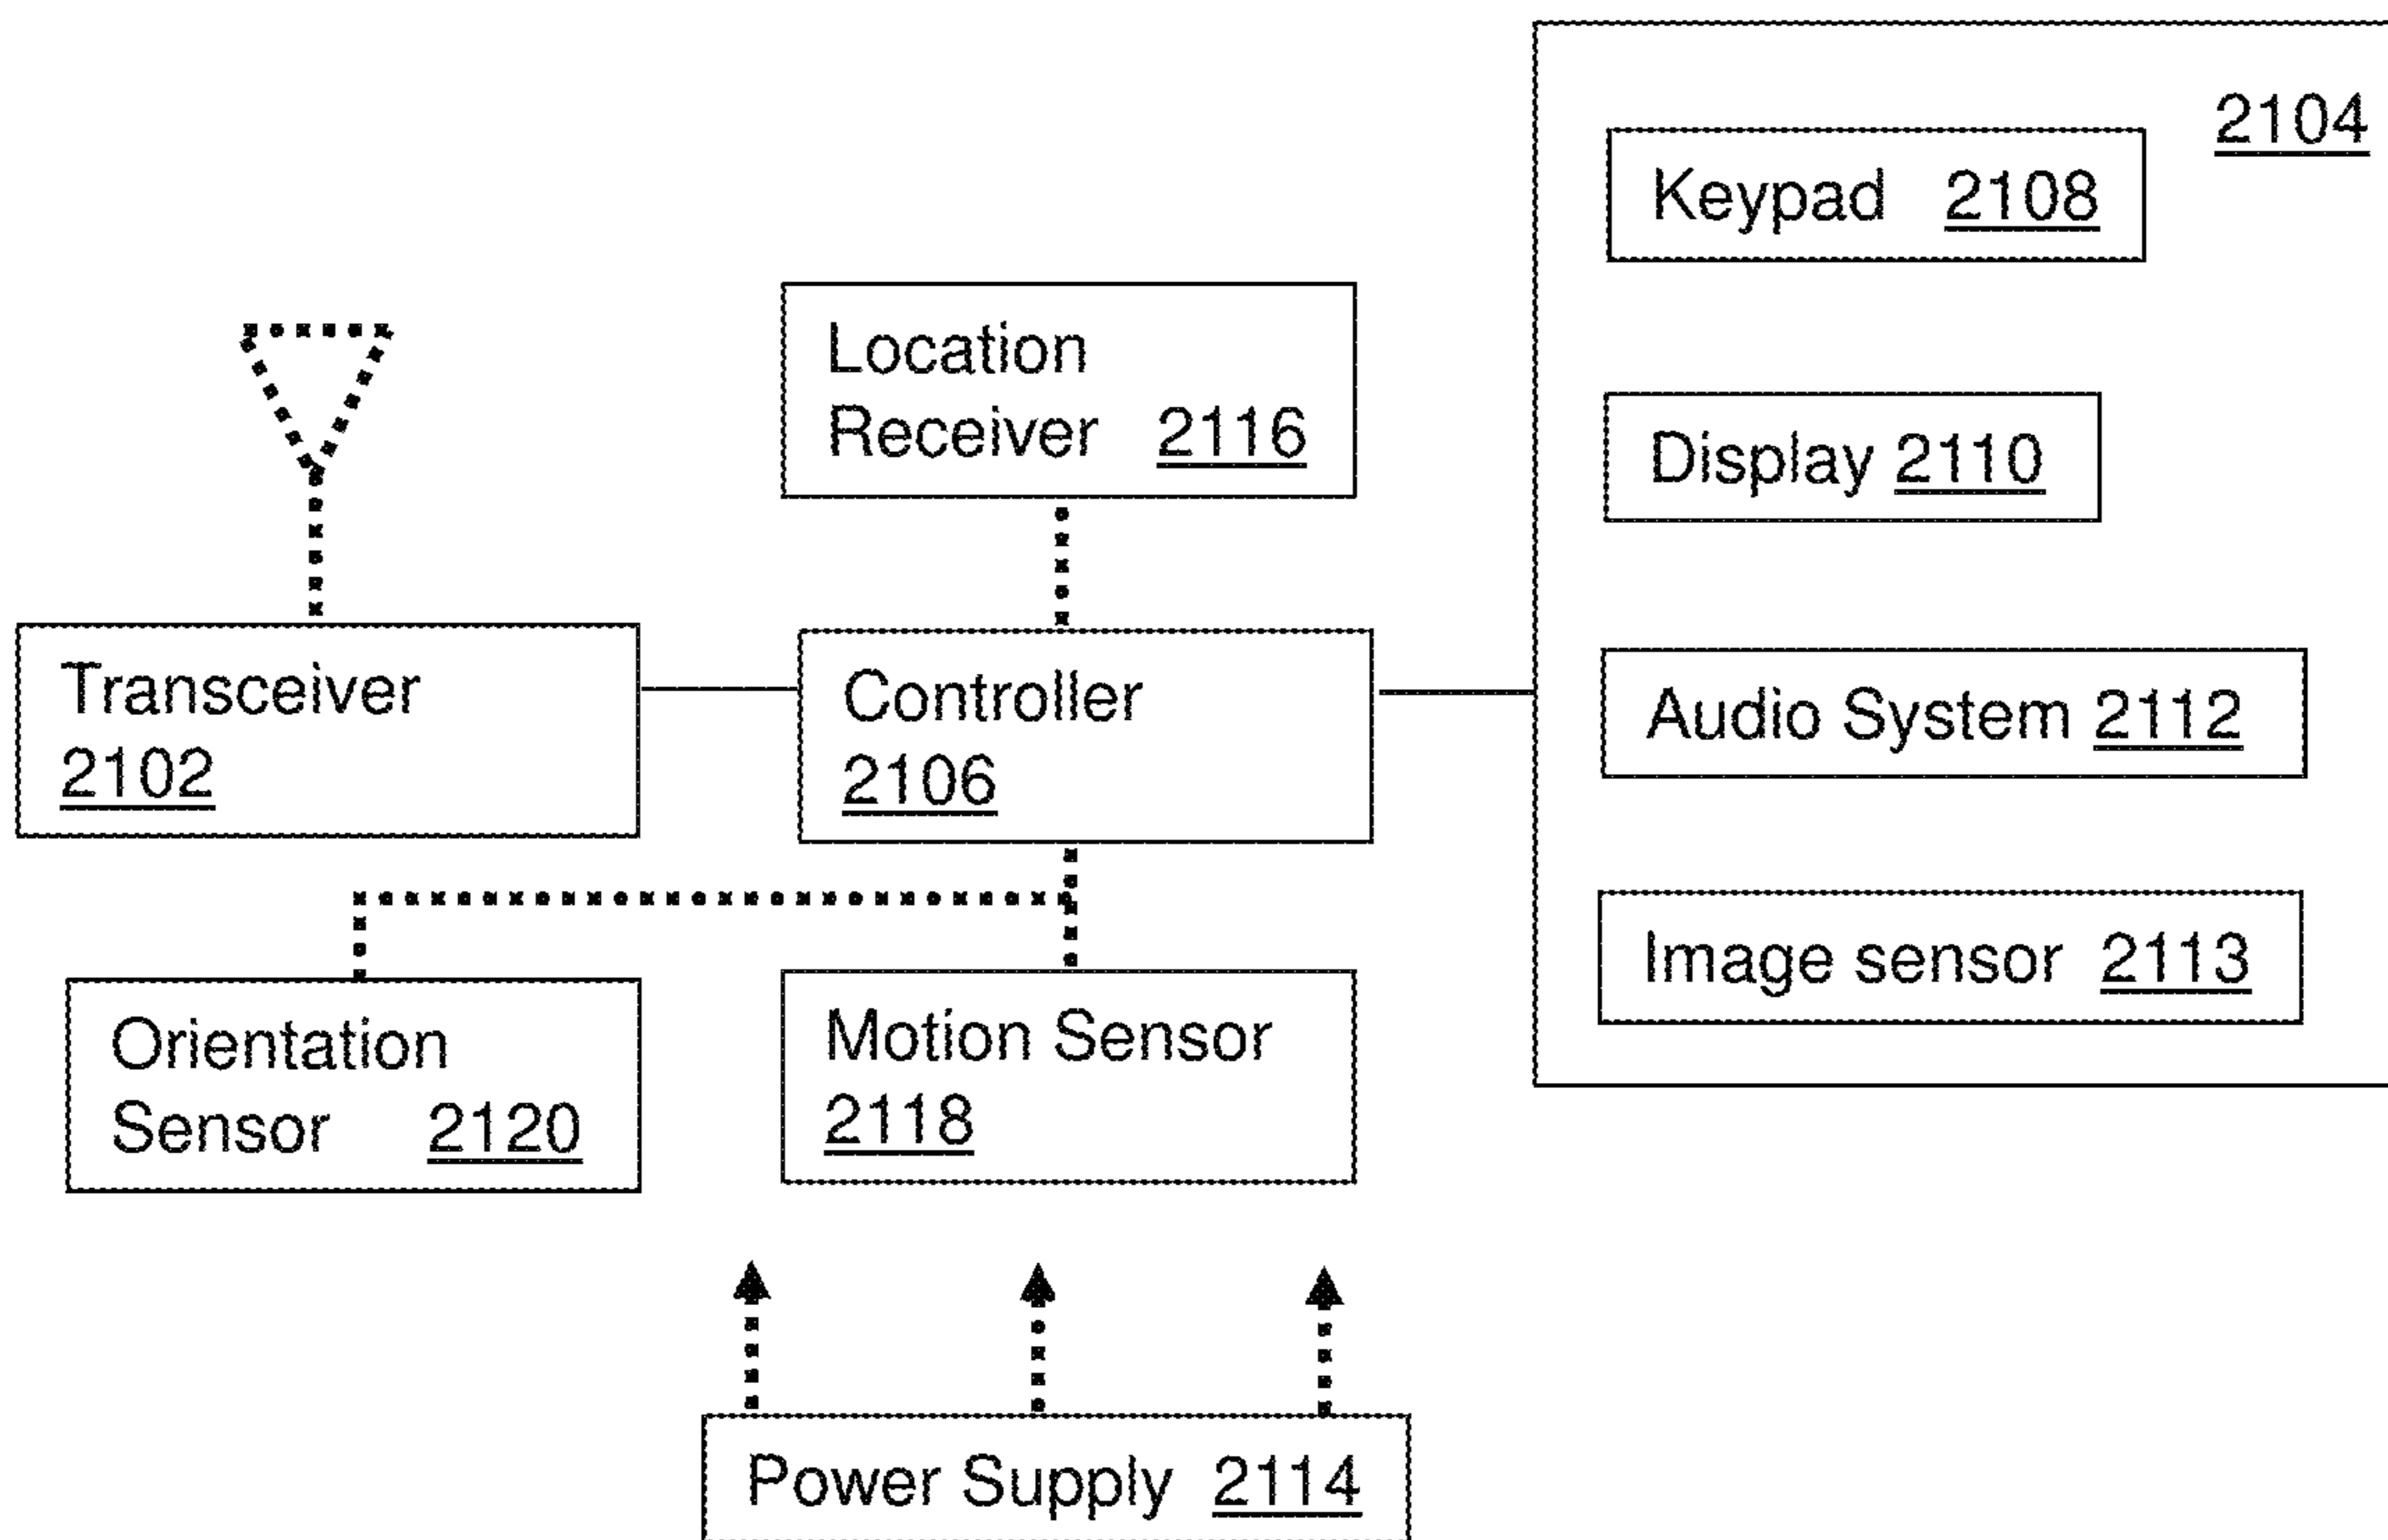 2104
Keypad 2108
Location
Receiver 2116
Display 2110
Transceiver
2102
Controller
2106
Audio System 2112
Image sensor 2113
Orientation
Sensor 2120
Motion Sensor
2118
Power Supply 2114